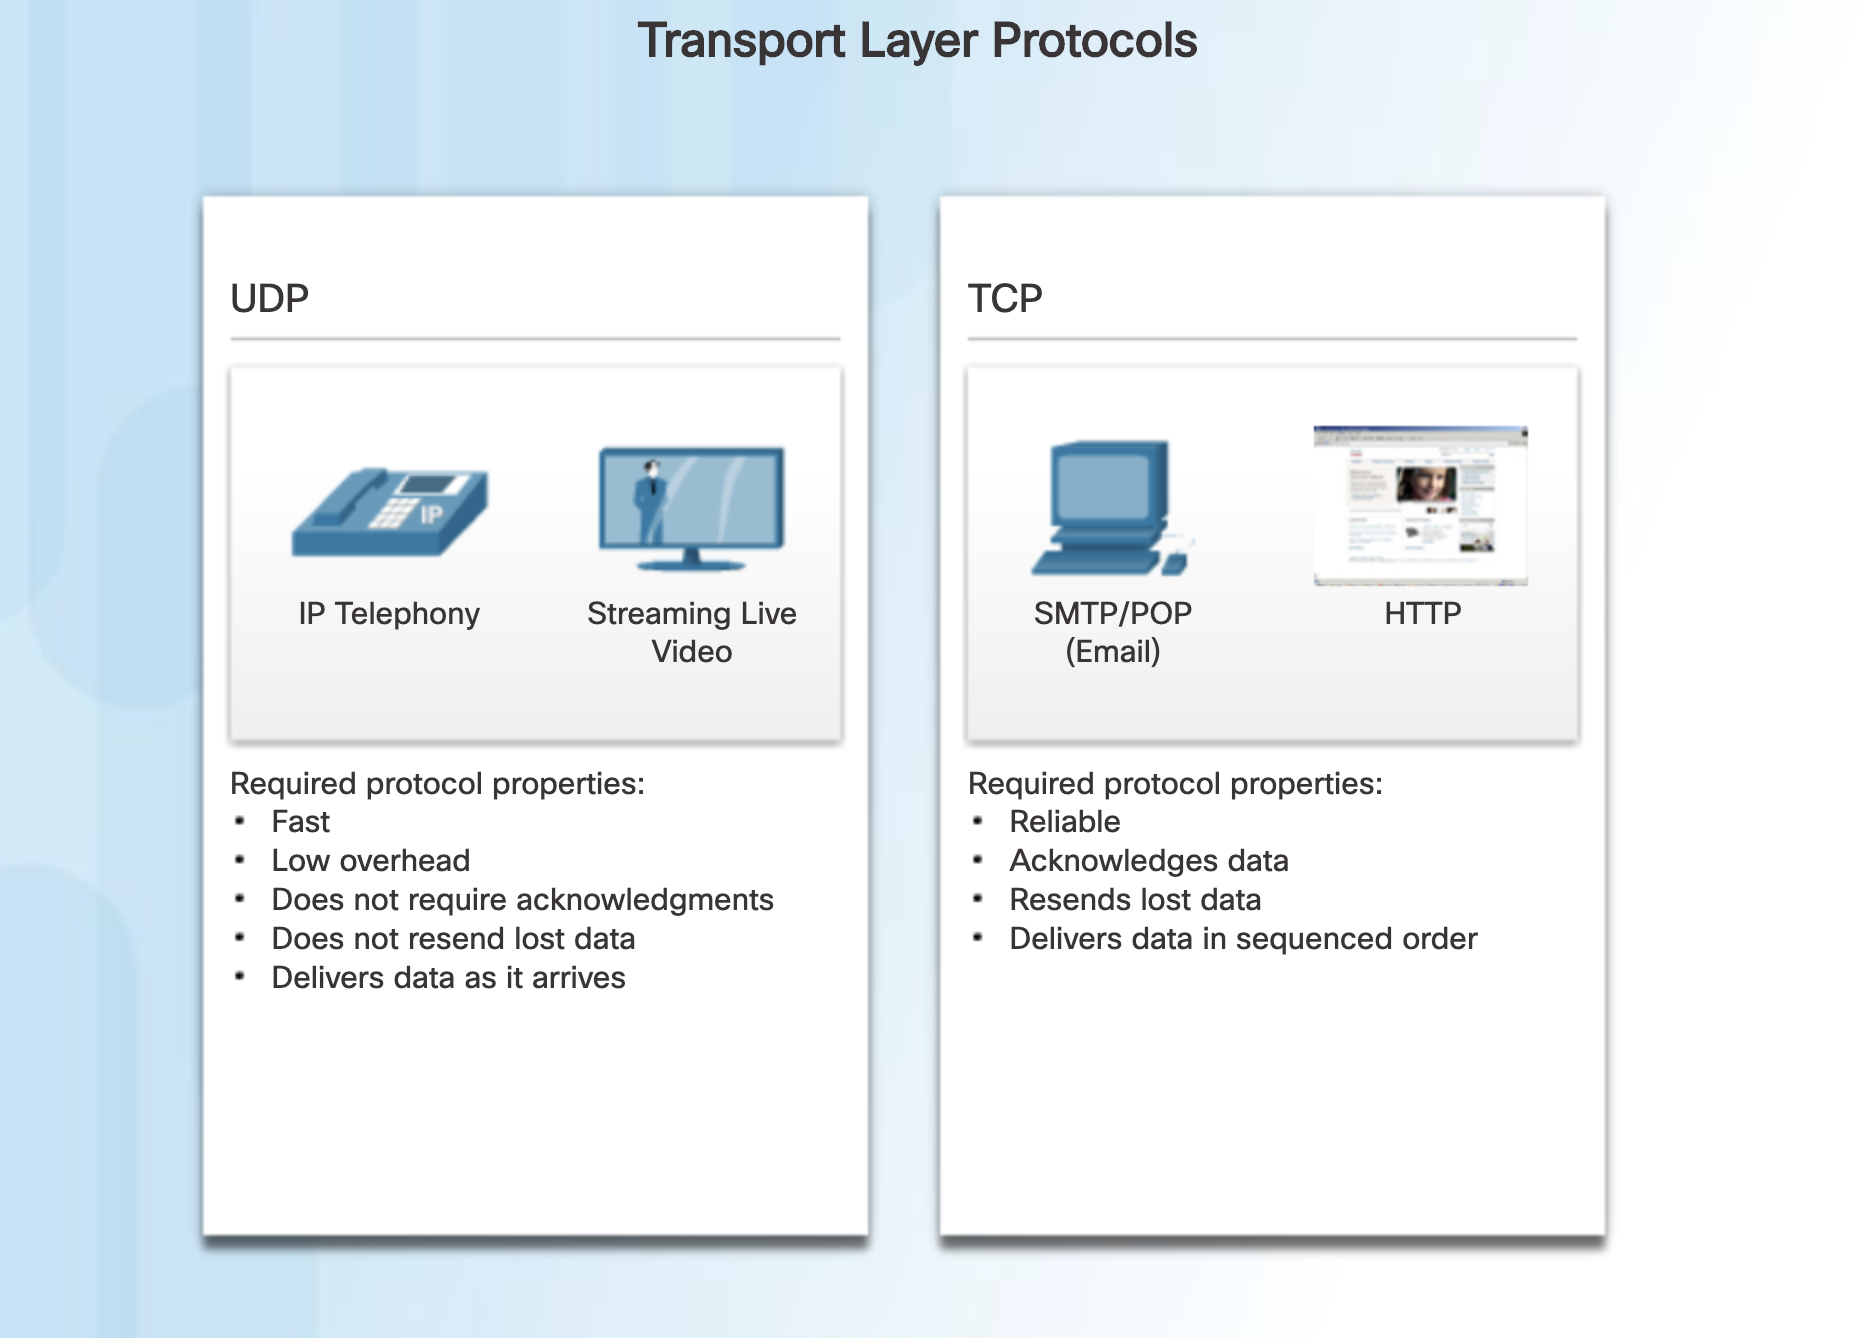 Transport Layer Protocols
UDP
IP
IP Telephony
Streaming Live
Video
Required protocol properties:
▪ Fast
▪ Low overhead
▪ Does not require acknowledgments
▪ Does not resend lost data
▪ Delivers data as it arrives
TCP
SMTP/POP
(Email)
HTTP
Required protocol properties:
▪ Reliable
▪ Acknowledges data
▪ Resends lost data
▪ Delivers data in sequenced order